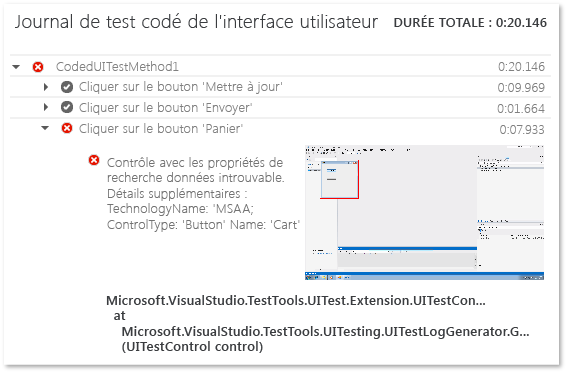 Journal de test codé de l'interface utilisateur DURÉE TOTALE : 0:20.146
CodedUITestMethod1 0:20.146
Cliquer sur le bouton 'Mettre à jour' 0:09.969
Cliquer sur le bouton 'Envoyer' 0:01.664
Cliquer sur le bouton 'Panier' 0:07.933
Contrôle avec les propriétés de
recherche données introuvable.
Détails supplémentaires :
TechnologyName: 'MSAA;
ControlType: 'Button' Name: 'Cart'
Microsoft.VisualStudio.TestTools.UITest.Extension.UITestCon...
at
Microsoft.VisualStudio.TestTools.UITesting.UITestLogGenerator.G...
(UITestControl control)